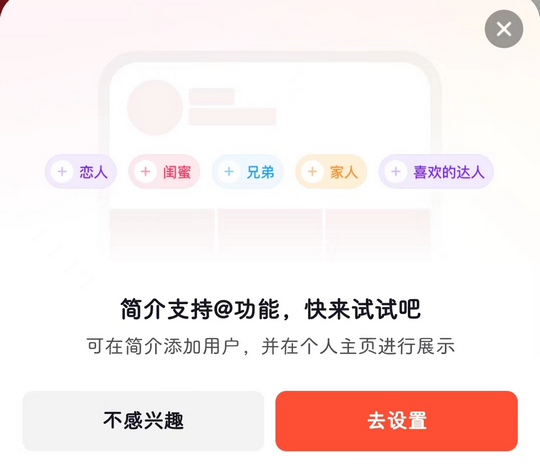 + 恋人 + 闺蜜 + 兄弟 + 家人 + 喜欢的达人
简介支持@功能，快来试试吧
可在简介添加用户，并在个人主页进行展示
不感兴趣 去设置